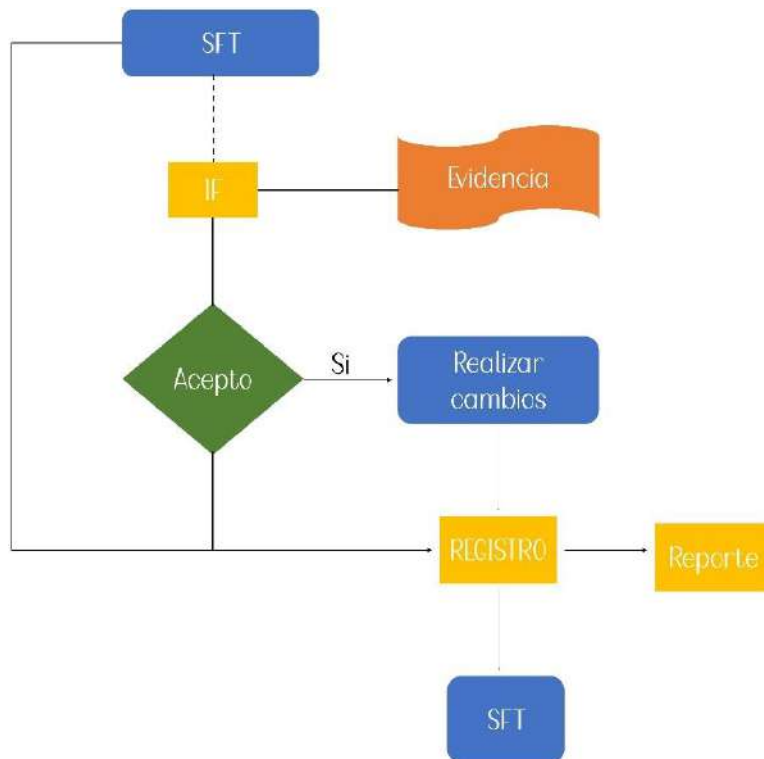 SFT
IF
Evidencia
Acepto
Si
Realizar
cambios
REGISTRO
Reporte
SFT